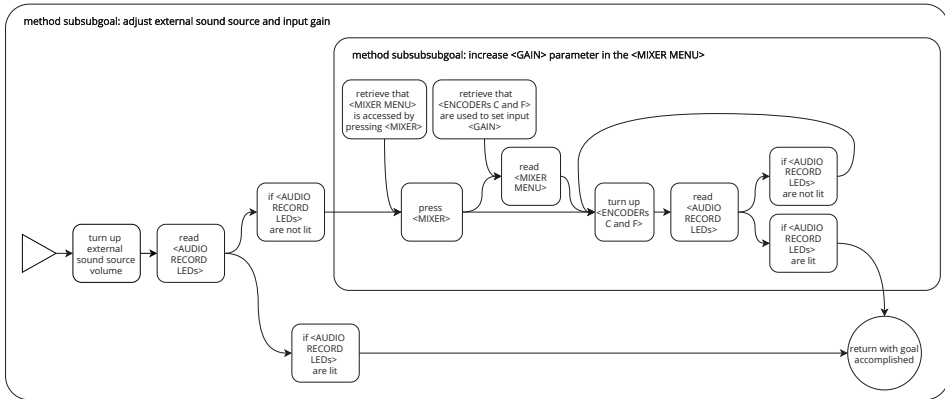 method subsubgoal: adjust external sound source and input gain
method subsubsubgoal: increase <GAIN> parameter in the <MIXER MENU>
retrieve that
<MIXER MENU>
is accessed by
pressing <MIXER>
retrieve that
<ENCODERs C and F>
are used to set input
<GAIN>
turn up
external
sound source
volume
read
<AUDIO
RECORD
LEDs>
if <AUDIO
RECORD
LEDs>
are not lit
press
<MIXER>
read
<MIXER
MENU>
turn up
<ENCODERs
C and F>
read
<AUDIO
RECORD
LEDs>
if <AUDIO
RECORD
LEDs>
are not lit
if <AUDIO
RECORD
LEDs>
are lit
if <AUDIO
RECORD
LEDs>
are lit
return with goal
accomplished